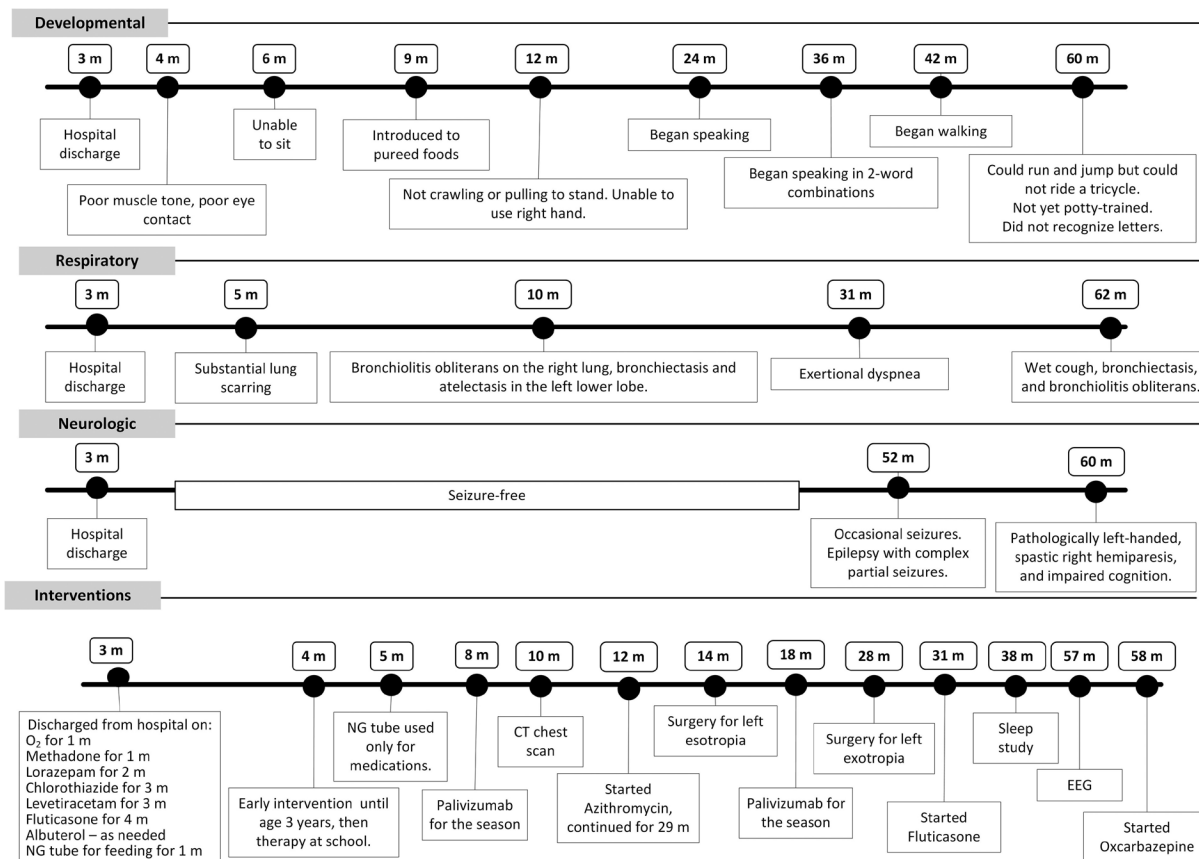 Developmental
3 m
4 m
6 m
9 m
12 m
24 m
36 m
42 m
60 m
Hospital
discharge
Poor muscle tone, poor eye
contact
Unable
to sit
Introduced to
pureed foods
Not crawling or pulling to stand. Unable to
use right hand.
Began speaking
Began speaking in 2-word
combinations
Began walking
Could run and jump but could
not ride a tricycle.
Not yet potty-trained.
Did not recognize letters.
Respiratory
3 m
5 m
10 m
31 m
62 m
Hospital
discharge
Substantial lung
scarring
Bronchiolitis obliterans on the right lung, bronchiectasis and
atelectasis in the left lower lobe.
Exertional dyspnea
Wet cough, bronchiectasis,
and bronchiolitis obliterans.
Neurologic
3 m
52 m
60 m
Seizure-free
Hospital
discharge
Occasional seizures.
Epilepsy with complex
partial seizures.
Pathologically left-handed,
spastic right hemiparesis,
and impaired cognition.
Interventions
3 m
4 m
5 m
8 m
10 m
12 m
14 m
18 m
28 m
31 m
38 m
57 m
58 m
Discharged from hospital on:
O₂ for 1 m
Methadone for 1 m
Lorazepam for 2 m
Chlorothiazide for 3 m
Levetiracetam for 3 m
Fluticasone for 4 m
Albuterol – as needed
NG tube for feeding for 1 m
Early intervention until
age 3 years, then
therapy at school.
NG tube used
only for
medications.
Palivizumab
for the season
CT chest
scan
Started
Azithromycin,
continued for 29 m
Surgery for left
esotropia
Palivizumab for
the season
Surgery for left
exotropia
Started
Fluticasone
Sleep
study
EEG
Started
Oxcarbazepine